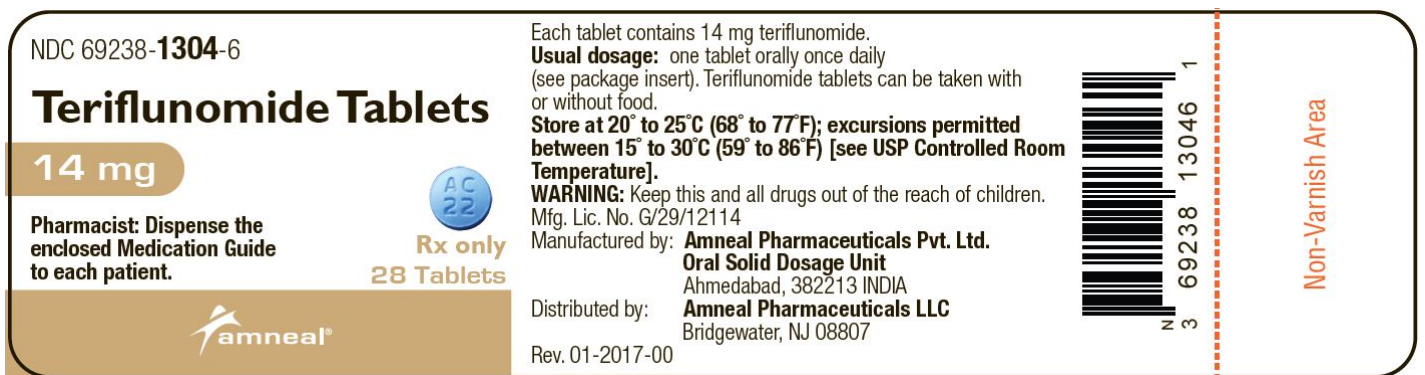 NDC 69238-1304-6
Teriflunomide Tablets
14 mg
AC
22
Pharmacist: Dispense the
enclosed Medication Guide
to each patient.
Rx only
28 Tablets
amneal®
Each tablet contains 14 mg teriflunomide.
Usual dosage: one tablet orally once daily
(see package insert). Teriflunomide tablets can be taken with
or without food.
Store at 20˚ to 25˚C (68˚ to 77˚F); excursions permitted
between 15˚ to 30˚C (59˚ to 86˚F) [see USP Controlled Room
Temperature].
WARNING: Keep this and all drugs out of the reach of children.
Mfg. Lic. No. G/29/12114
Manufactured by: Amneal Pharmaceuticals Pvt. Ltd.
Oral Solid Dosage Unit
Ahmedabad, 382213 INDIA
Distributed by: Amneal Pharmaceuticals LLC
Bridgewater, NJ 08807
Rev. 01-2017-00
N
3 69238 13046 1
Non-Varnish Area